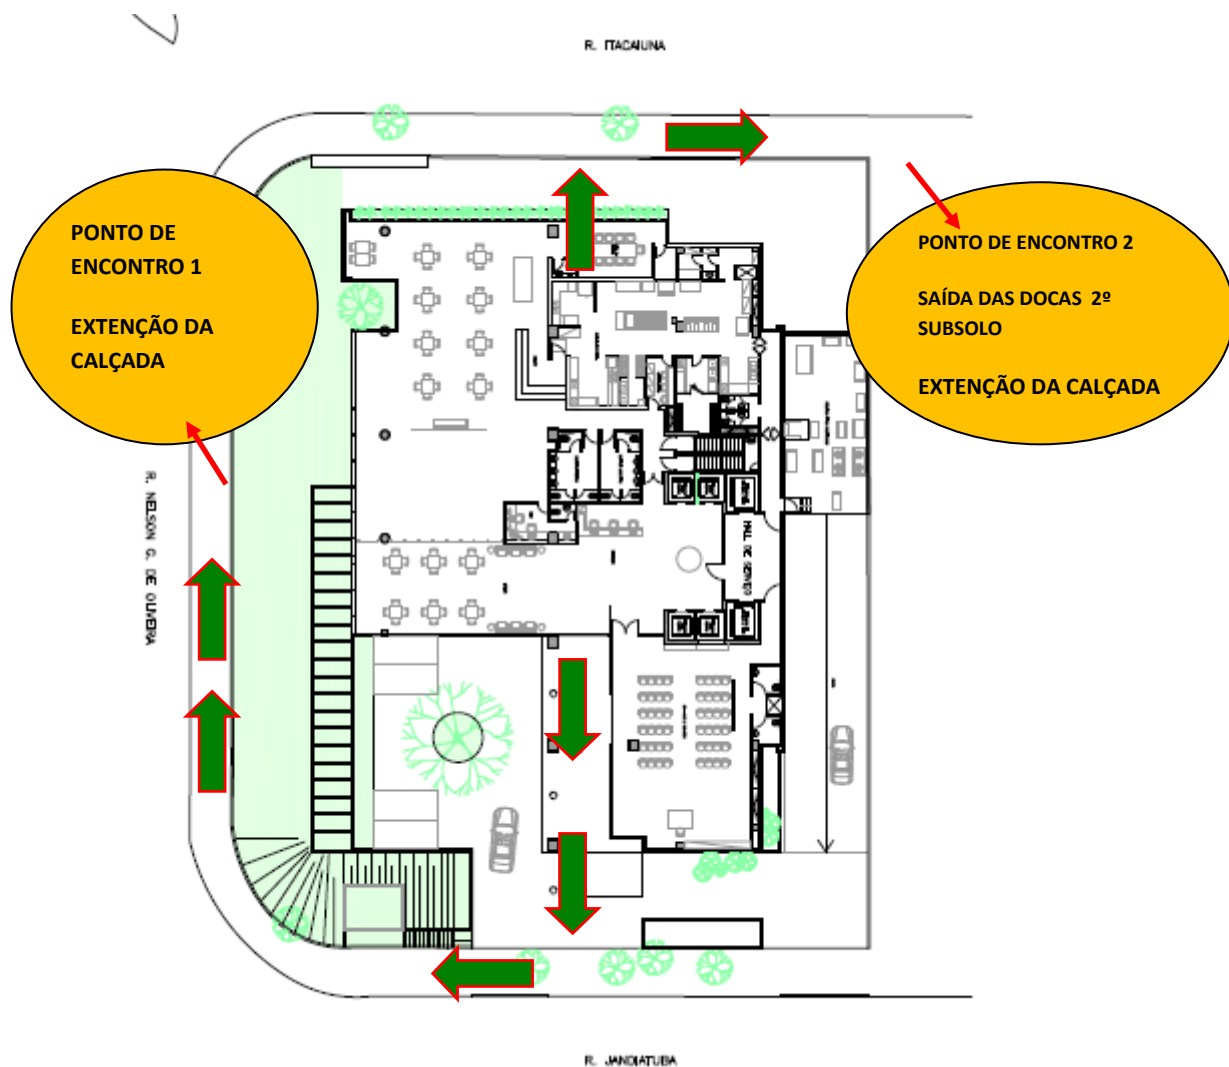 R. ITACAIUNA
PONTO DE
ENCONTRO 1
EXTENÇÃO DA
CALÇADA
PONTO DE ENCONTRO 2
SAÍDA DAS DOCAS 2º
SUBSOLO
EXTENÇÃO DA CALÇADA
R. NELSON G. DE OLIVEIRA
HALL DE SERVIÇO
R. JANDIATUBA